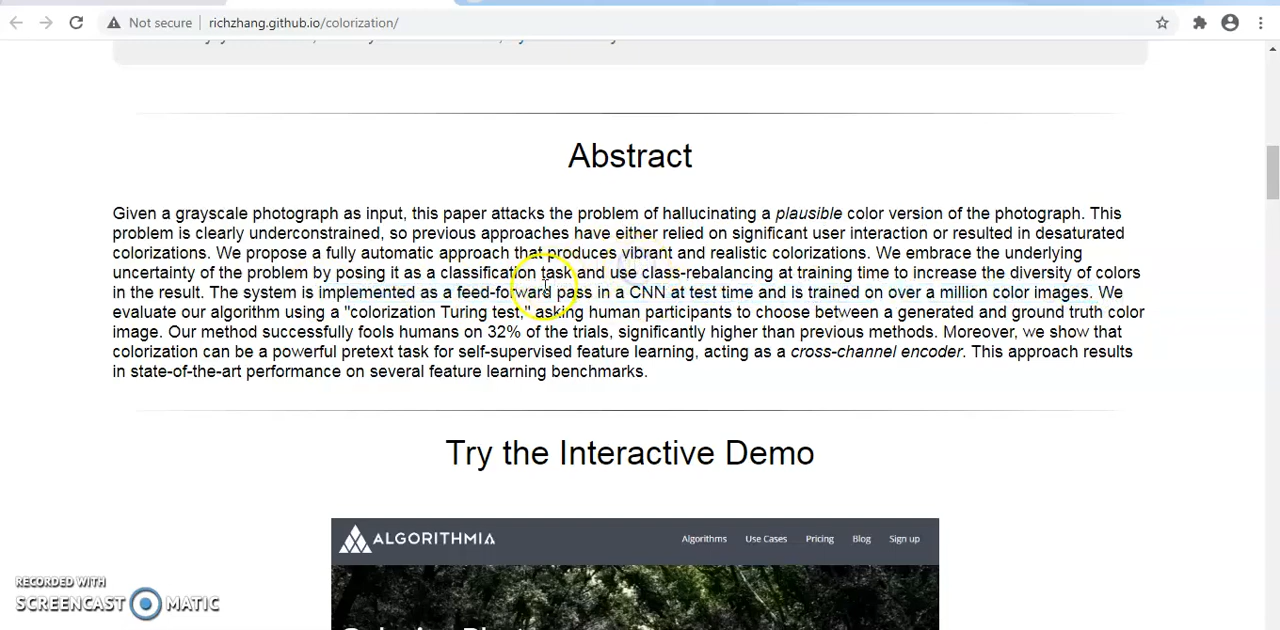 Not secure
richzhang.github.io/colorization/
Abstract
Given a grayscale photograph as input, this paper attacks the problem of hallucinating a plausible color version of the photograph. This
problem is clearly underconstrained, so previous approaches have either relied on significant user interaction or resulted in desaturated
colorizations. We propose a fully automatic approach that produces vibrant and realistic colorizations. We embrace the underlying
uncertainty of the problem by posing it as a classification task and use class-rebalancing at training time to increase the diversity of colors
in the result. The system is implemented as a feed-forward pass in a CNN at test time and is trained on over a million color images. We
evaluate our algorithm using a "colorization Turing test," asking human participants to choose between a generated and ground truth color
image. Our method successfully fools humans on 32% of the trials, significantly higher than previous methods. Moreover, we show that
colorization can be a powerful pretext task for self-supervised feature learning, acting as a cross-channel encoder. This approach results
in state-of-the-art performance on several feature learning benchmarks.
Try the Interactive Demo
ALGORITHMIA
Algorithms Use Cases Pricing Blog Sign up
RECORDED WITH
SCREENCAST MATIC